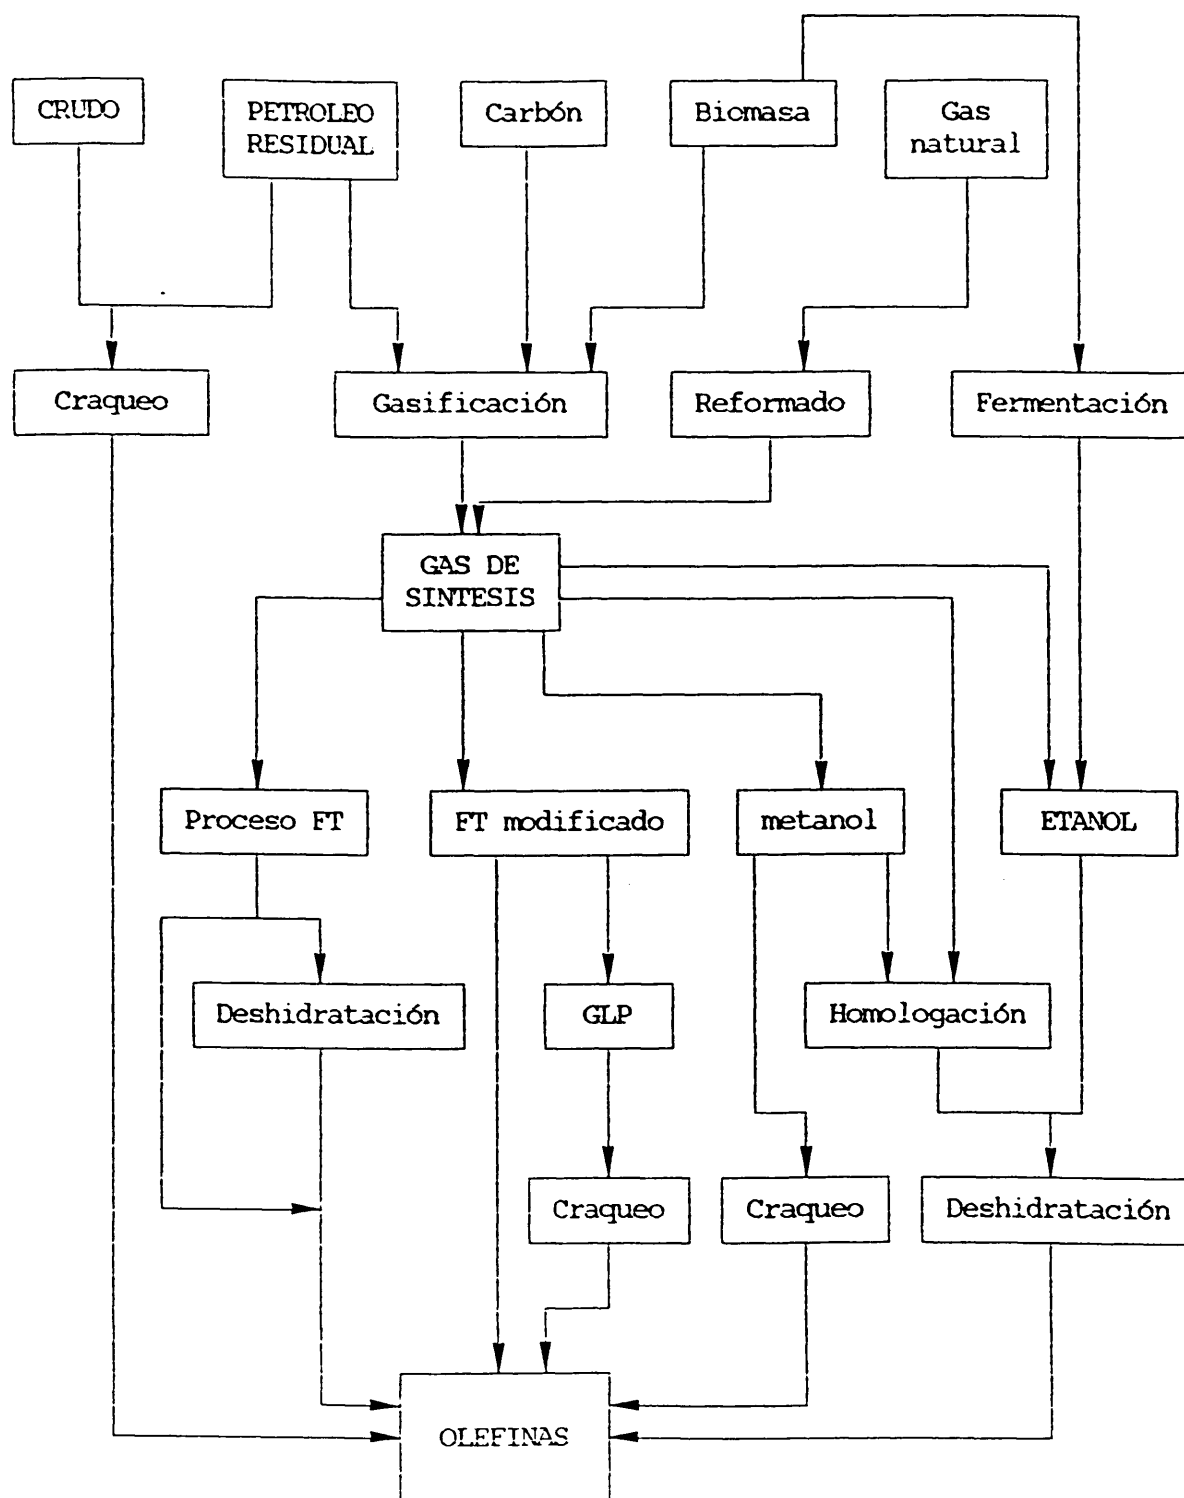 CRUDO
PETROLEO
RESIDUAL
Carbón
Biomasa
Gas
natural
Craqueo
Gasificación
Reformado
Fermentación
GAS DE
SINTESIS
Proceso FT
FT modificado
metanol
ETANOL
Deshidratación
GLP
Homologación
Craqueo
Craqueo
Deshidratación
OLEFINAS